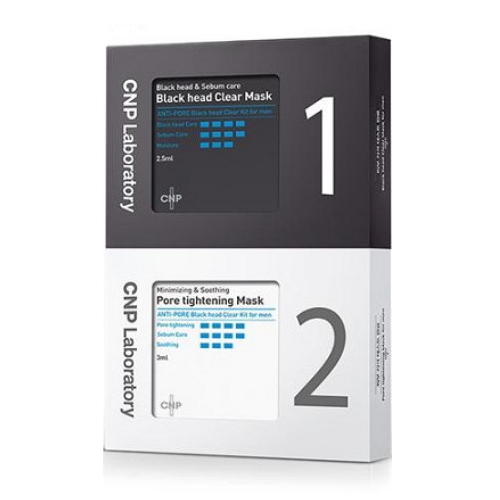 CNP Laboratory
Black head & Sebum care
Black head Clear Mask
ANTI-PORE Black head Clear Kit for men
Black head Care
Sebum Care
Moisture
2.5ml
CNP
1
CNP Laboratory
Minimizing & Soothing
Pore tightening Mask
ANTI-PORE Black head Clear Kit for men
Pore tightening
Sebum Care
Soothing
3ml
CNP
2